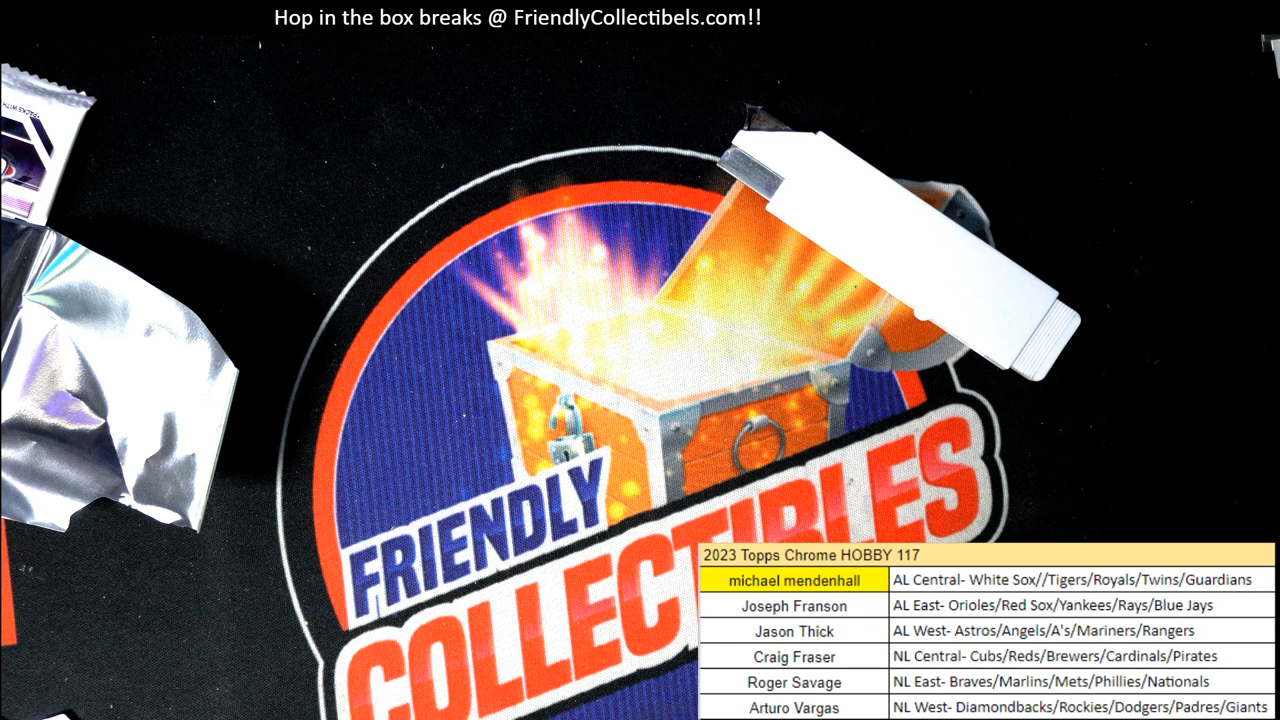 Hop in the box breaks @ FriendlyCollectibels.com!!
PACKS WITH
FRIENDLY
COLLECTIBLES
2023 Topps Chrome HOBBY 117
michael mendenhall AL Central- White Sox//Tigers/Royals/Twins/Guardians
Joseph Franson AL East- Orioles/Red Sox/Yankees/Rays/Blue Jays
Jason Thick AL West- Astros/Angels/A's/Mariners/Rangers
Craig Fraser NL Central- Cubs/Reds/Brewers/Cardinals/Pirates
Roger Savage NL East- Braves/Marlins/Mets/Phillies/Nationals
Arturo Vargas NL West- Diamondbacks/Rockies/Dodgers/Padres/Giants